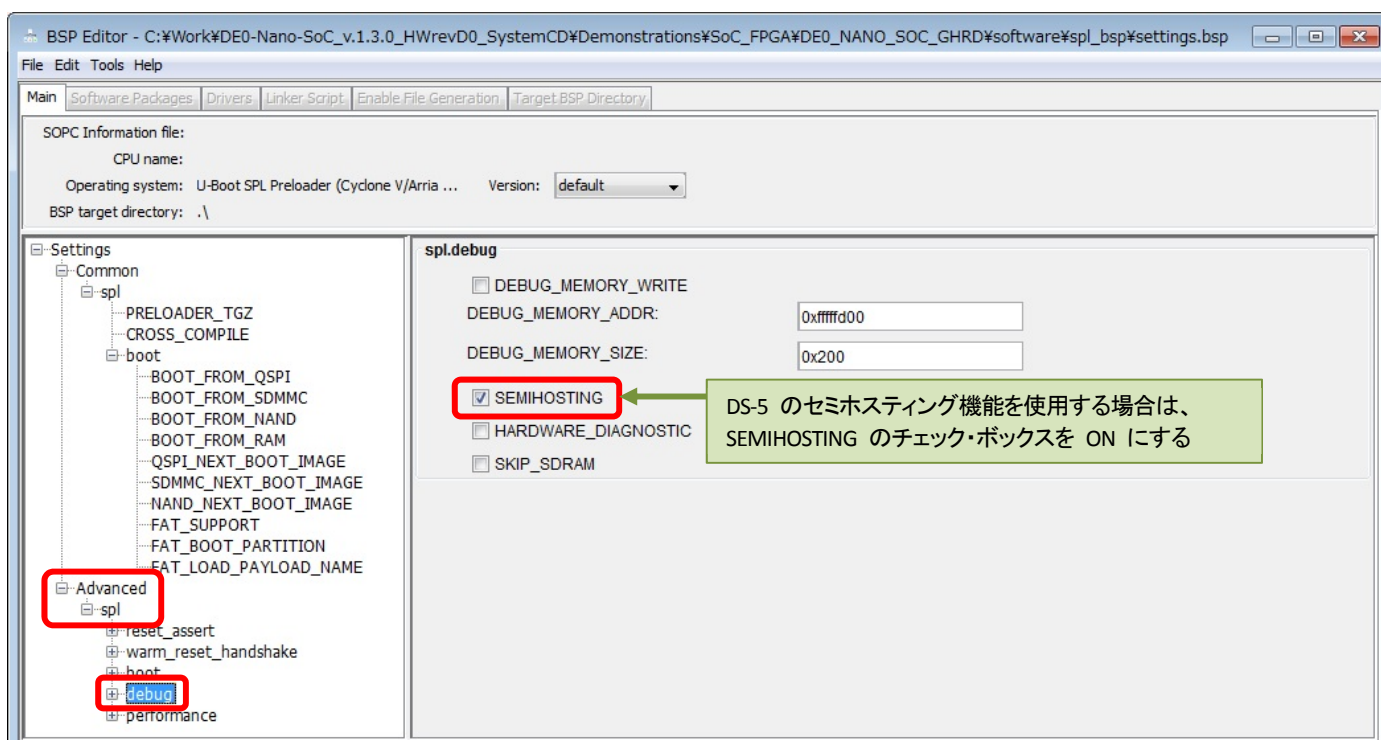 BSP Editor - C:¥Work¥DE0-Nano-SoC_v.1.3.0_HWrevD0_SystemCD¥Demonstrations¥SoC_FPGA¥DE0_NANO_SOC_GHRD¥software¥spl_bsp¥settings.bsp
File Edit Tools Help
Main Software Packages Drivers Linker Script Enable File Generation Target BSP Directory
SOPC Information file:
CPU name:
Operating system: U-Boot SPL Preloader (Cyclone V/Arria ... Version: default
BSP target directory: .\
Settings
Common
spl
PRELOADER_TGZ
CROSS_COMPILE
boot
BOOT_FROM_QSPI
BOOT_FROM_SDMMC
BOOT_FROM_NAND
BOOT_FROM_RAM
QSPI_NEXT_BOOT_IMAGE
SDMMC_NEXT_BOOT_IMAGE
NAND_NEXT_BOOT_IMAGE
FAT_SUPPORT
FAT_BOOT_PARTITION
FAT_LOAD_PAYLOAD_NAME
Advanced
spl
reset_assert
warm_reset_handshake
boot
debug
performance
spl.debug
DEBUG_MEMORY_WRITE
DEBUG_MEMORY_ADDR: 0xfffffd00
DEBUG_MEMORY_SIZE: 0x200
SEMIHOSTING
HARDWARE_DIAGNOSTIC
SKIP_SDRAM
DS-5 のセミホスティング機能を使用する場合は、
SEMIHOSTING のチェック・ボックスを ON にする